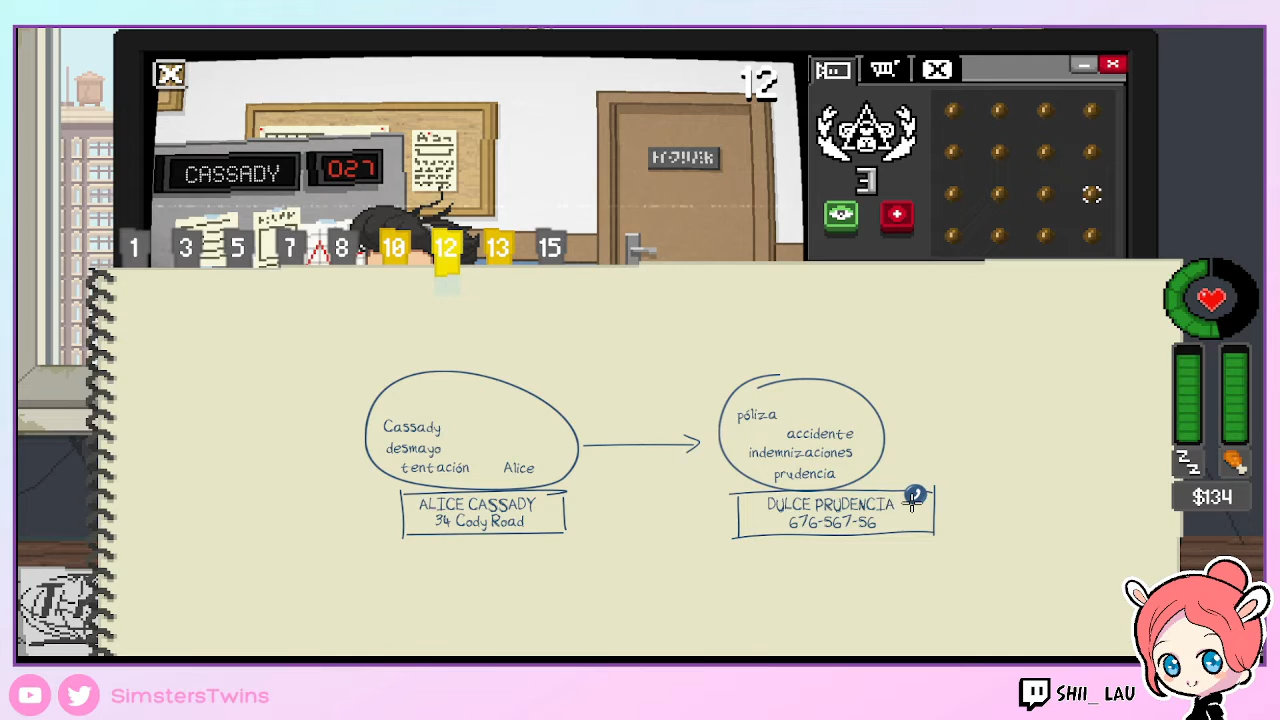 12
CASSADY
027
3
1 3 5 7 8 10 12 13 15
Cassady
desmayo
tentación Alice
ALICE CASSADY
34 Cody Road
póliza
accidente
indemnizaciones
prudencia
DULCE PRUDENCIA
676-567-56
$134
SimstersTwins
SHII_LAU